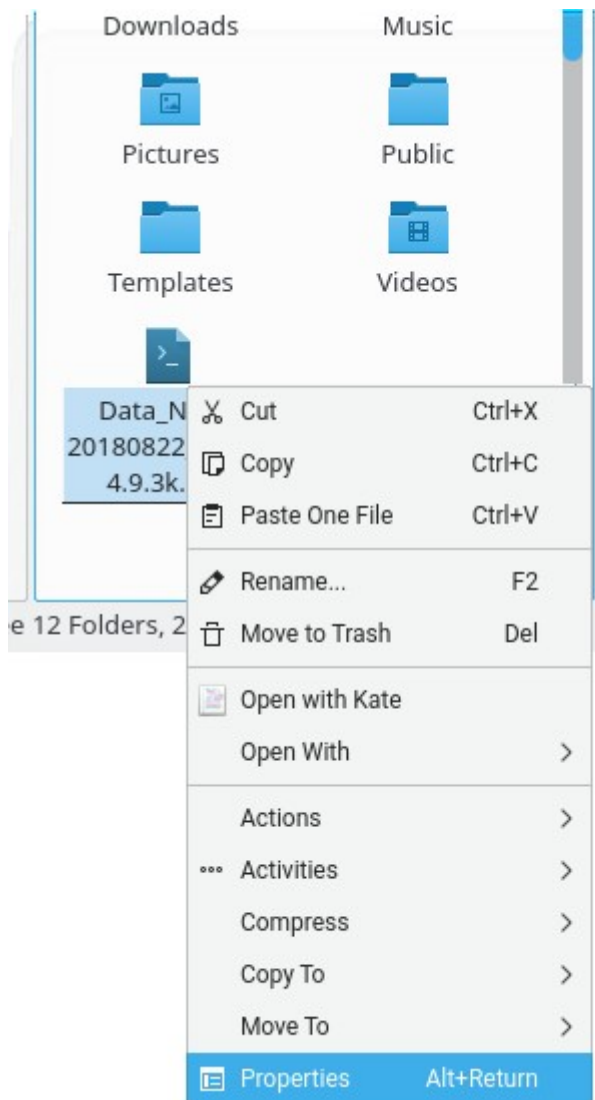 Downloads Music
Pictures Public
Templates Videos
Data_N
20180822_
4.9.3k.
e 12 Folders, 2
Cut Ctrl+X
Copy Ctrl+C
Paste One File Ctrl+V
Rename... F2
Move to Trash Del
Open with Kate
Open With
Actions
Activities
Compress
Copy To
Move To
Properties Alt+Return